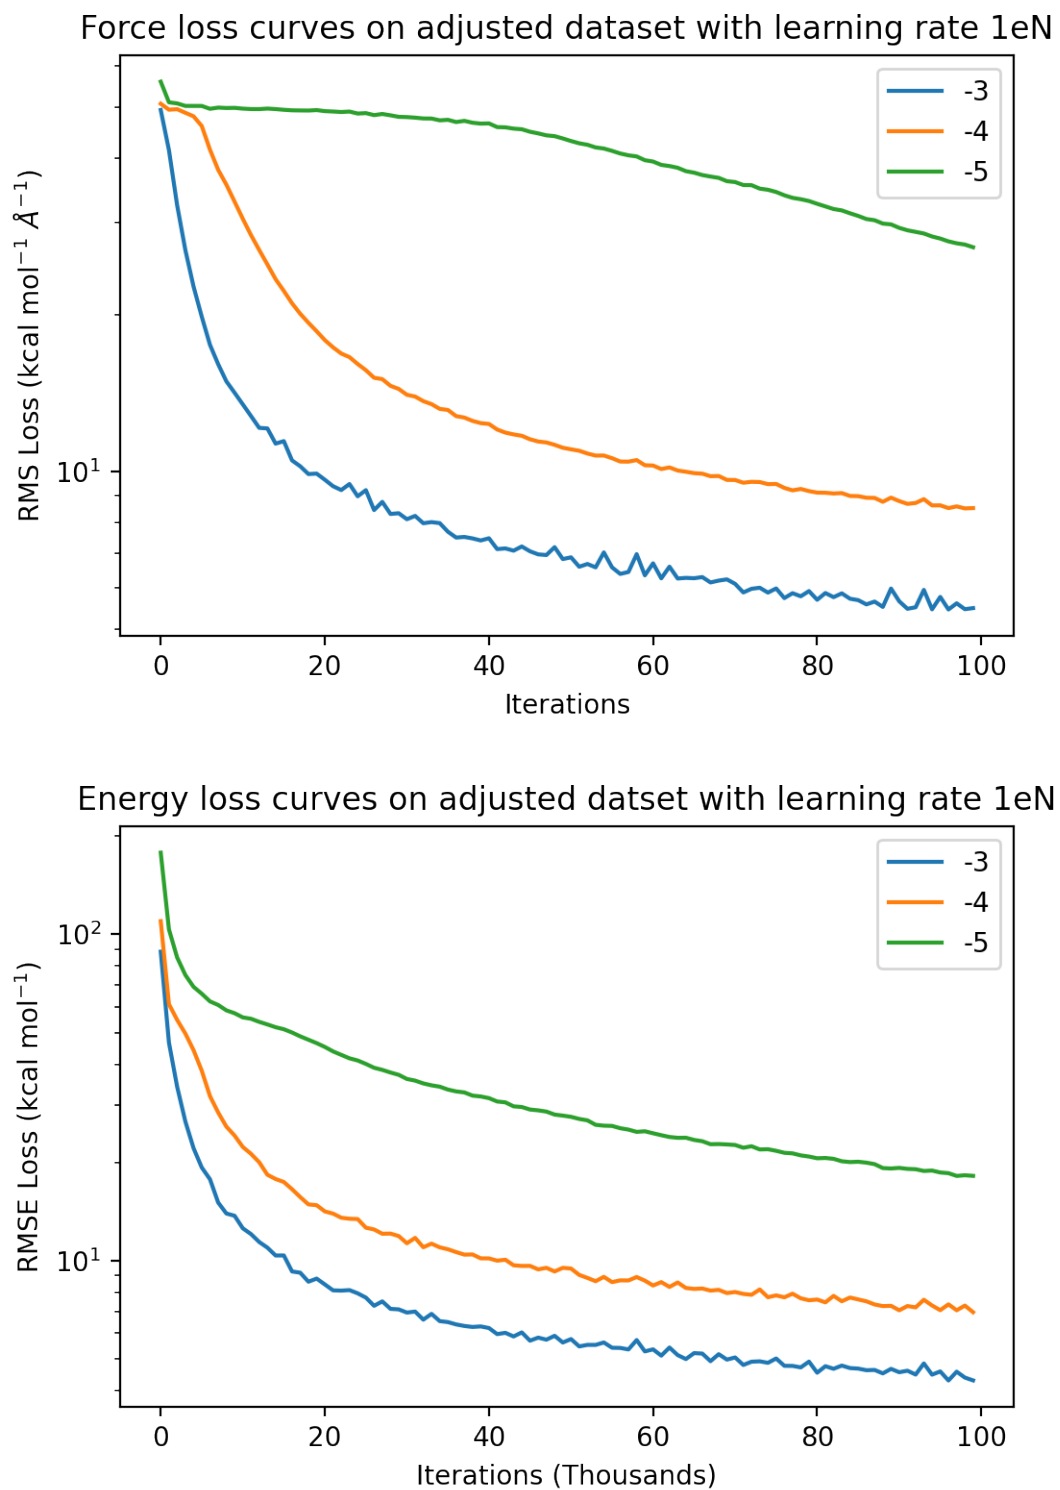 Force loss curves on adjusted dataset with learning rate 1eN
-3
-4
-5
RMS Loss (kcal mol⁻¹ Å⁻¹)
10¹
0 20 40 60 80 100
Iterations
Energy loss curves on adjusted datset with learning rate 1eN
-3
-4
-5
RMSE Loss (kcal mol⁻¹)
10²
10¹
0 20 40 60 80 100
Iterations (Thousands)